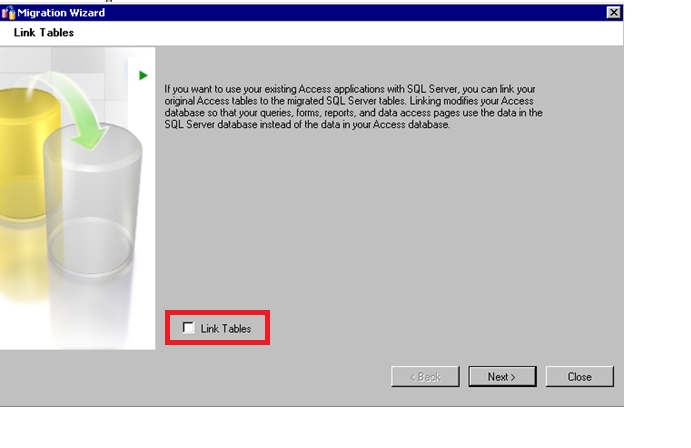 Migration Wizard
Link Tables
If you want to use your existing Access applications with SQL Server, you can link your
original Access tables to the migrated SQL Server tables. Linking modifies your Access
database so that your queries, forms, reports, and data access pages use the data in the
SQL Server database instead of the data in your Access database.
Link Tables
< Back Next > Close